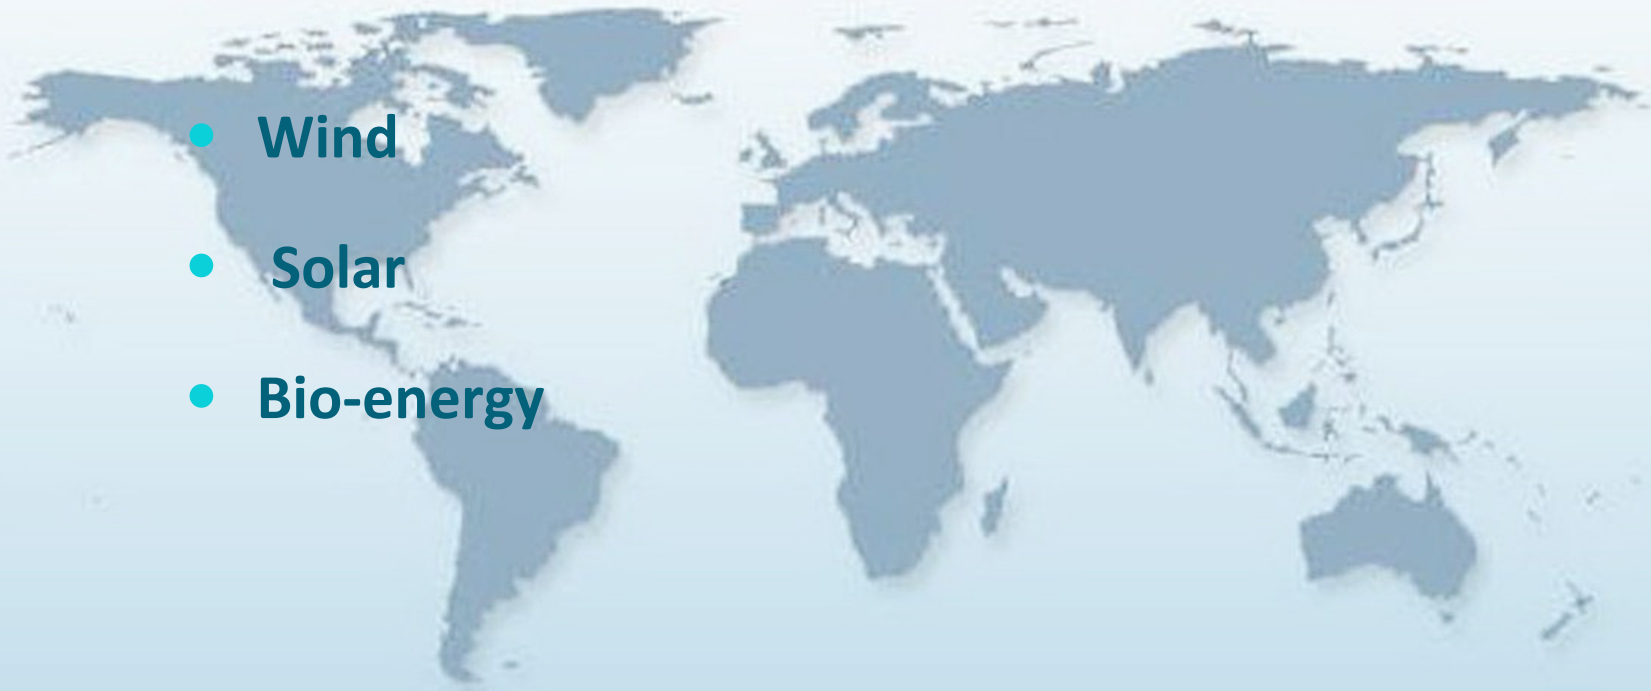 • Wind
• Solar
• Bio-energy